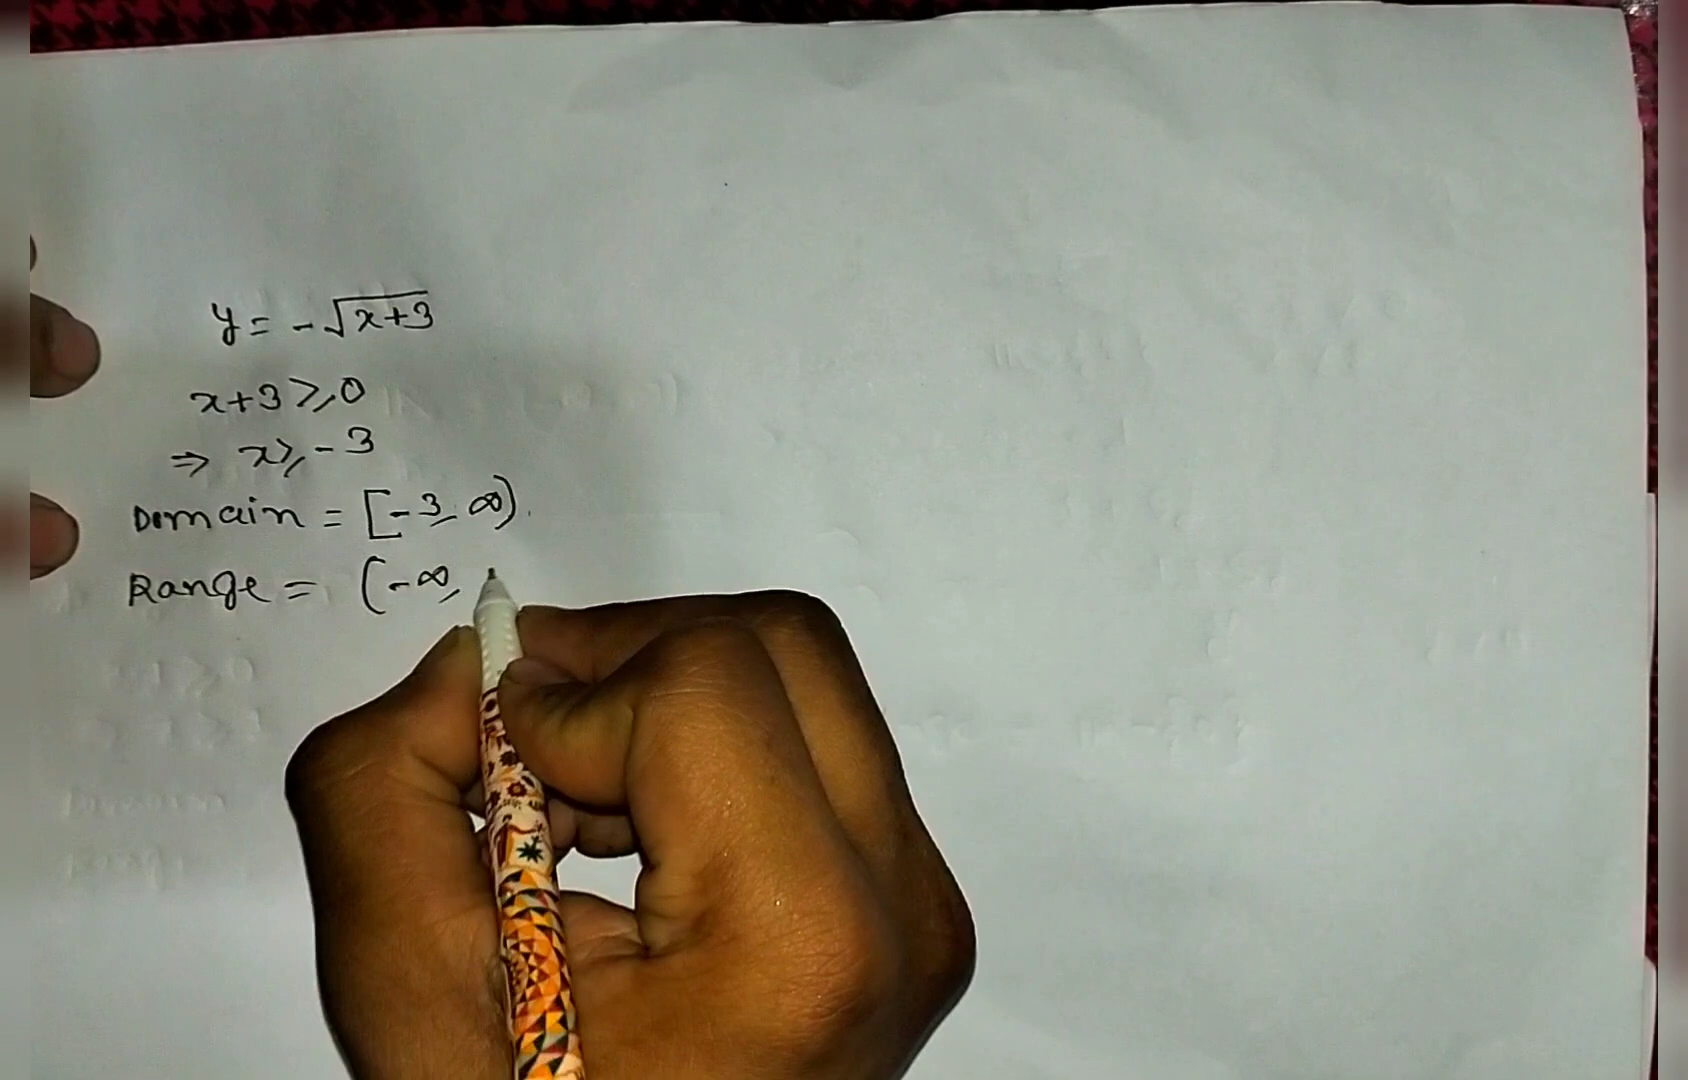 y = -√x+3
x+3 ≥ 0
⇒ x ≥ -3
Domain = [-3, ∞)
Range = (-∞,